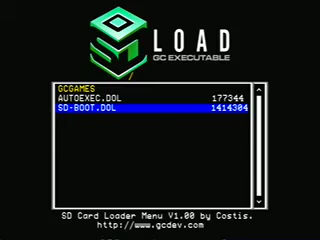 LOAD
GC EXECUTABLE
GCGAMES
AUTOEXEC.DOL 177344
SD-BOOT.DOL 1414304
SD Card Loader Menu V1.00 by Costis.
http://www.gcdev.com